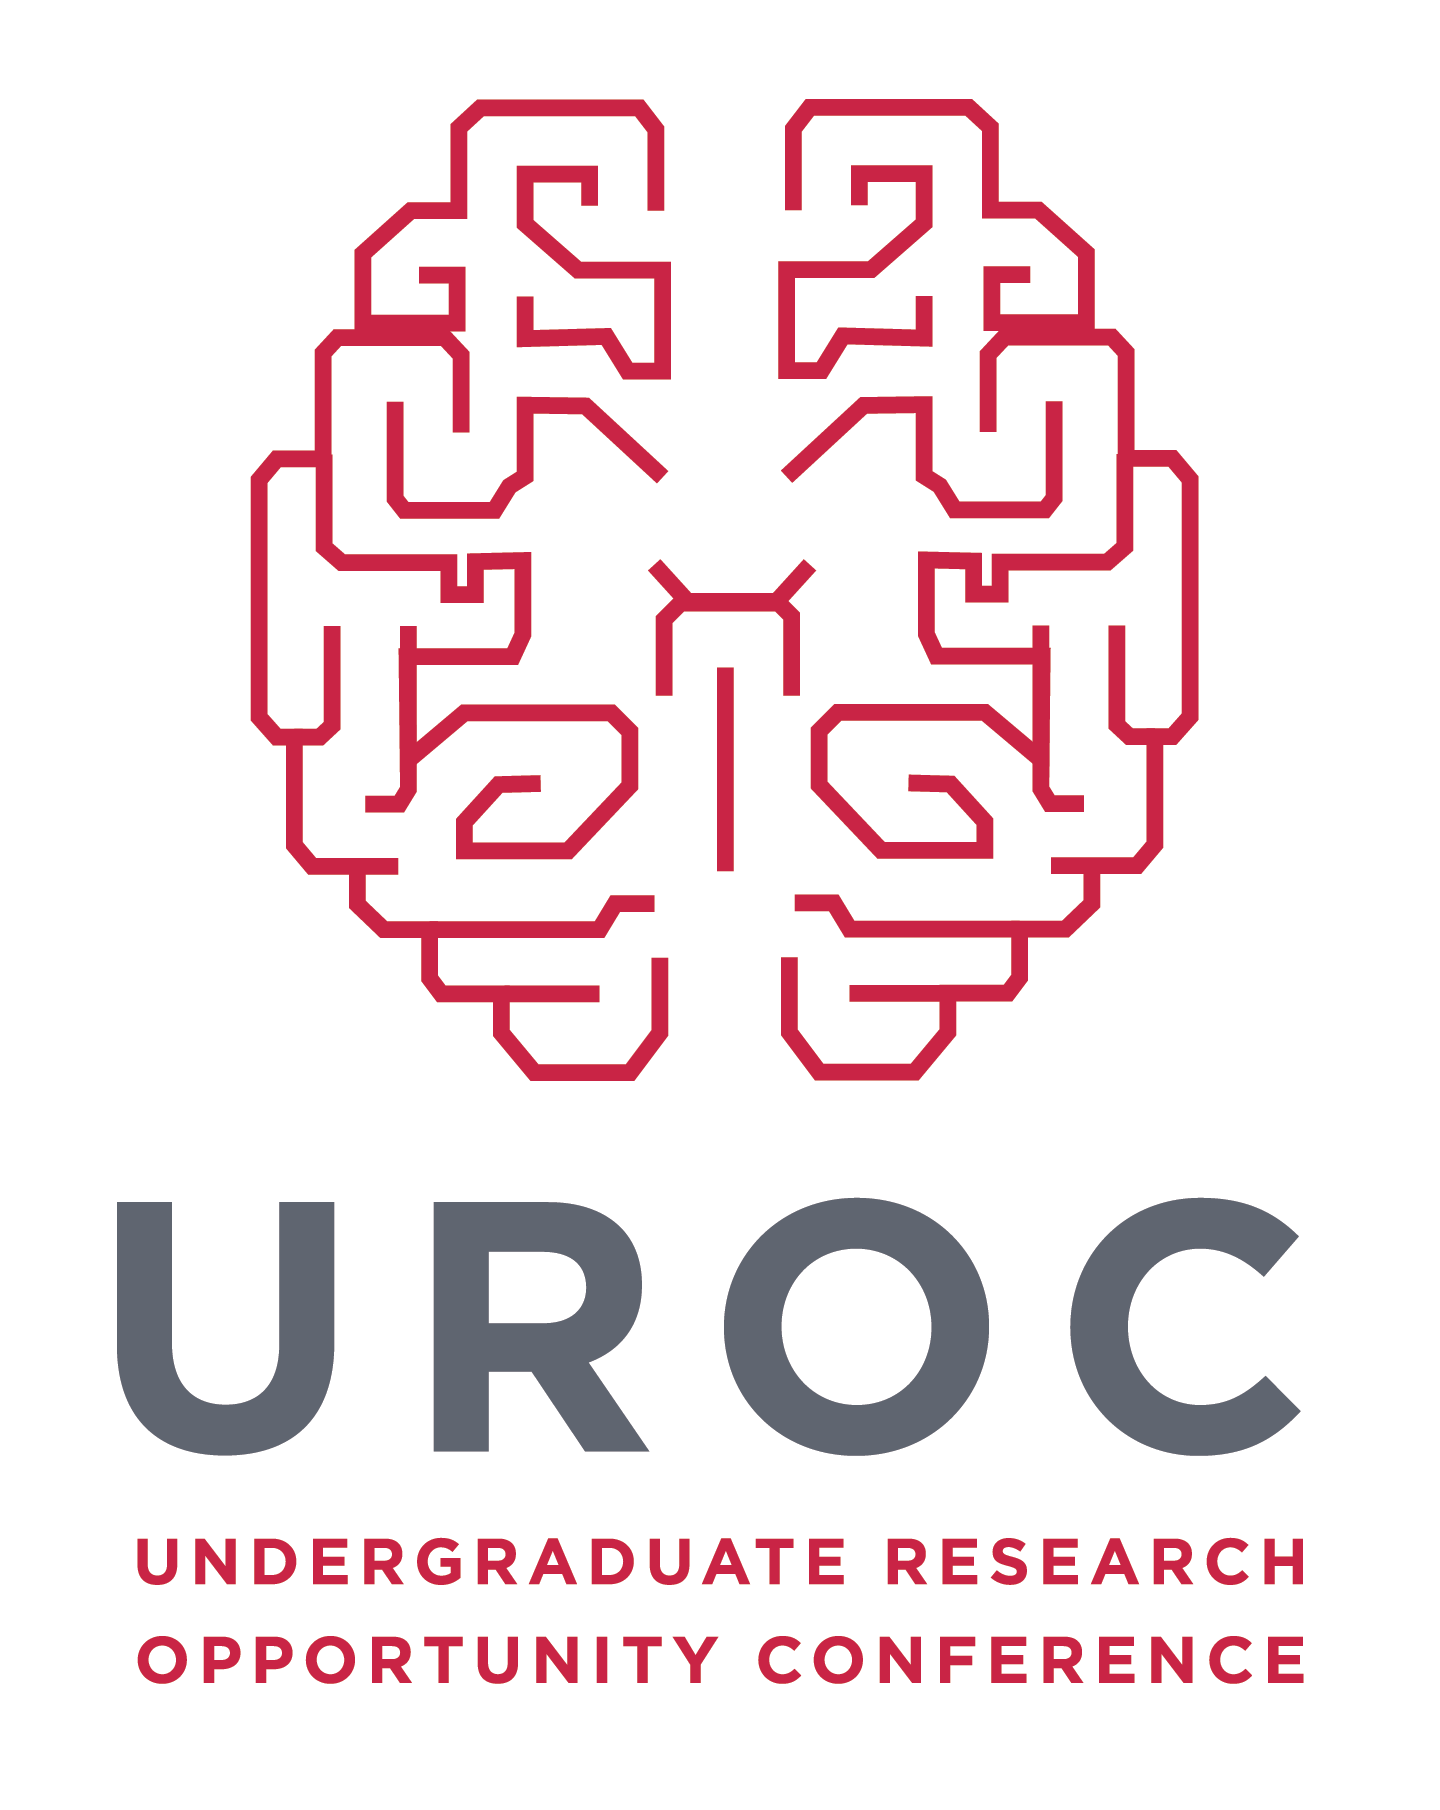 UROC
UNDERGRADUATE RESEARCH
OPPORTUNITY CONFERENCE